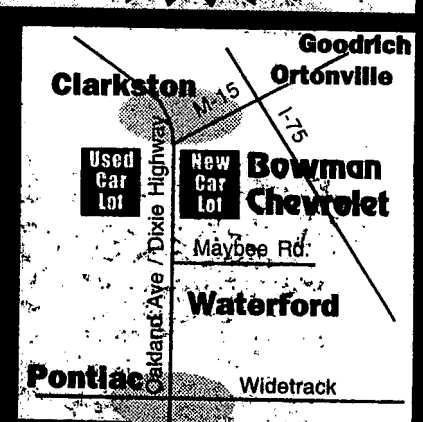 Goodrich
Ortonville
Clarkston
M-15
I-75
Used
Car
Lot
New
Car
Lot
Bowman
Chevrolet
Oakland Ave / Dixie Highway
Maybee Rd.
Waterford
Pontiac
Widetrack